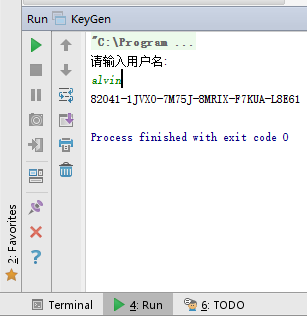 Run KeyGen
"C:\Program ...
请输入用户名:
alvin
82041-1JVX0-7M75J-8MRIX-F7KUA-L8E61
Process finished with exit code 0
2: Favorites
Terminal 4: Run 6: TODO